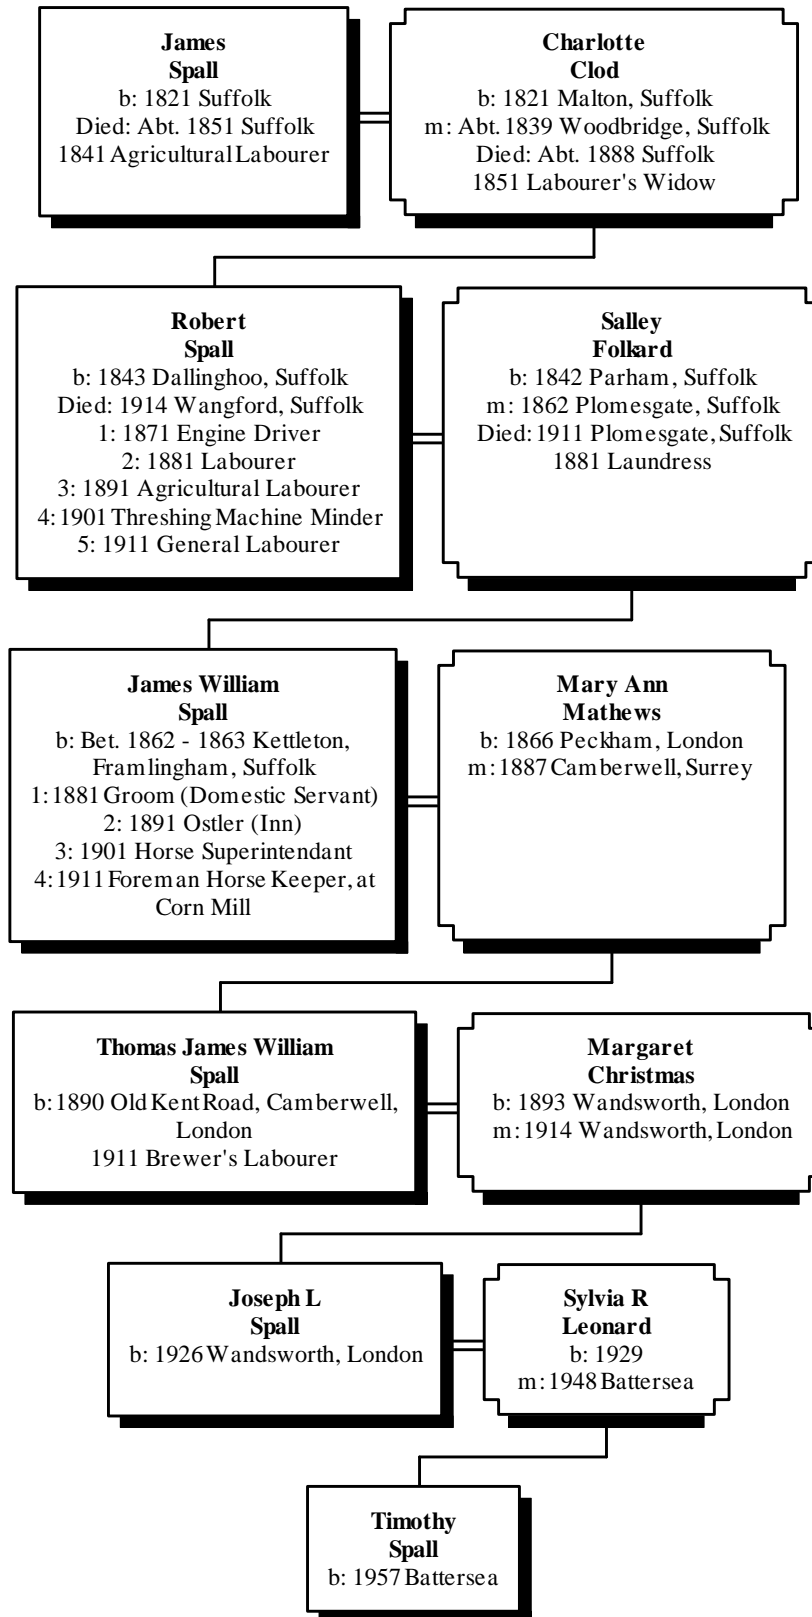 James
Spall
b: 1821 Suffolk
Died: Abt. 1851 Suffolk
1841 Agricultural Labourer
Charlotte
Clod
b: 1821 Malton, Suffolk
m: Abt. 1839 Woodbridge, Suffolk
Died: Abt. 1888 Suffolk
1851 Labourer's Widow
Robert
Spall
b: 1843 Dallinghoo, Suffolk
Died: 1914 Wangford, Suffolk
1: 1871 Engine Driver
2: 1881 Labourer
3: 1891 Agricultural Labourer
4: 1901 Threshing Machine Minder
5: 1911 General Labourer
Salley
Folkard
b: 1842 Parham, Suffolk
m: 1862 Plomesgate, Suffolk
Died: 1911 Plomesgate, Suffolk
1881 Laundress
James William
Spall
b: Bet. 1862 - 1863 Kettleton,
Framlingham, Suffolk
1: 1881 Groom (Domestic Servant)
2: 1891 Ostler (Inn)
3: 1901 Horse Superintendant
4: 1911 Foreman Horse Keeper, at
Corn Mill
Mary Ann
Mathews
b: 1866 Peckham, London
m: 1887 Camberwell, Surrey
Thomas James William
Spall
b: 1890 Old Kent Road, Camberwell,
London
1911 Brewer's Labourer
Margaret
Christmas
b: 1893 Wandsworth, London
m: 1914 Wandsworth, London
Joseph L
Spall
b: 1926 Wandsworth, London
Sylvia R
Leonard
b: 1929
m: 1948 Battersea
Timothy
Spall
b: 1957 Battersea